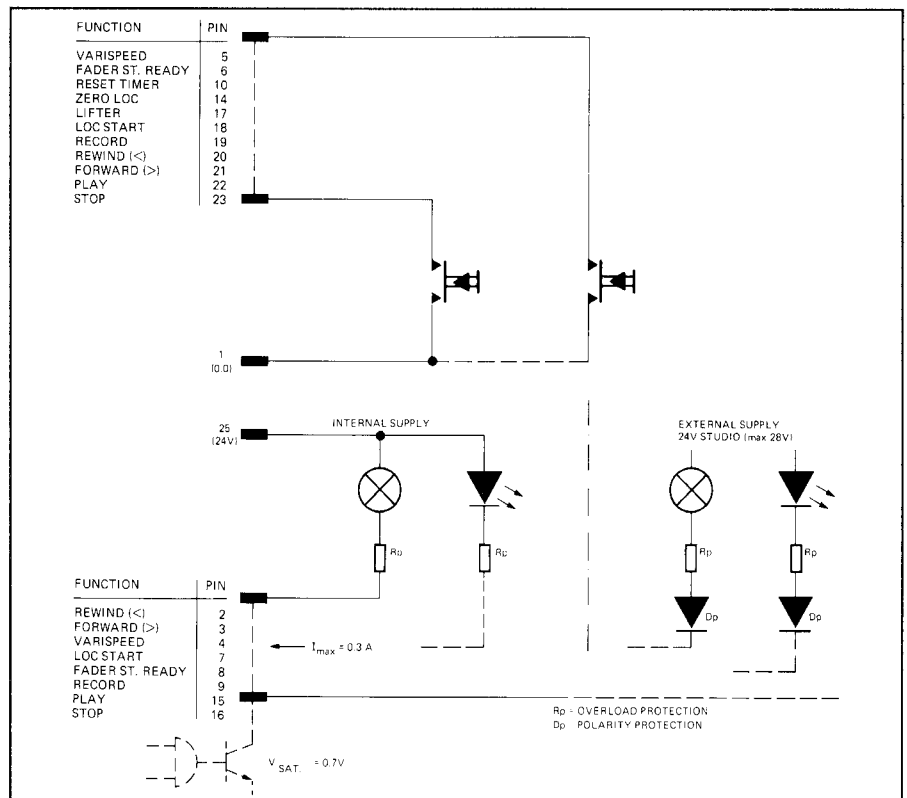 FUNCTION PIN
VARISPEED 5
FADER ST. READY 6
RESET TIMER 10
ZERO LOC 14
LIFTER 17
LOC START 18
RECORD 19
REWIND (<) 20
FORWARD (>) 21
PLAY 22
STOP 23
1
(0.0)
25
(24V)
INTERNAL SUPPLY
EXTERNAL SUPPLY
24V STUDIO (max 28V)
Rp
Rp
Rp
Rp
Dp
Dp
FUNCTION PIN
REWIND (<) 2
FORWARD (>) 3
VARISPEED 4
LOC START 7
FADER ST. READY 8
RECORD 9
PLAY 15
STOP 16
Imax = 0.3 A
Rp = OVERLOAD PROTECTION
Dp POLARITY PROTECTION
VSAT. = 0.7V